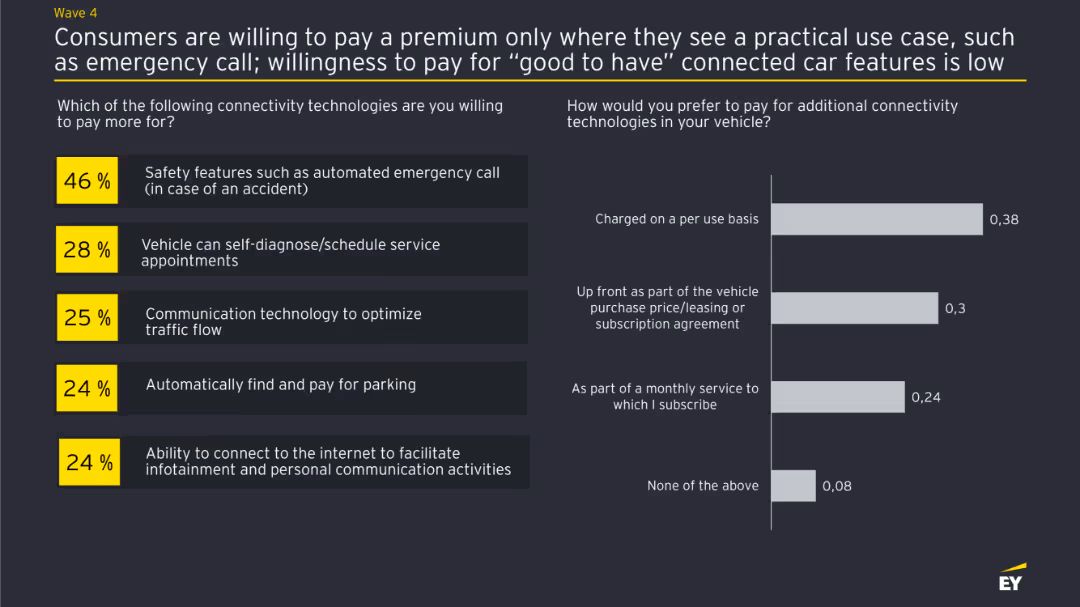 Wave 4
Consumers are willing to pay a premium only where they see a practical use case, such
as emergency call; willingness to pay for “good to have” connected car features is low
Which of the following connectivity technologies are you willing
to pay more for?
46 %
Safety features such as automated emergency call
(in case of an accident)
28 %
Vehicle can self-diagnose/schedule service
appointments
25 %
Communication technology to optimize
traffic flow
24 %
Automatically find and pay for parking
24 %
Ability to connect to the internet to facilitate
infotainment and personal communication activities
How would you prefer to pay for additional connectivity
technologies in your vehicle?
Charged on a per use basis
0,38
Up front as part of the vehicle
purchase price/leasing or
subscription agreement
0,3
As part of a monthly service to
which I subscribe
0,24
None of the above
0,08
EY